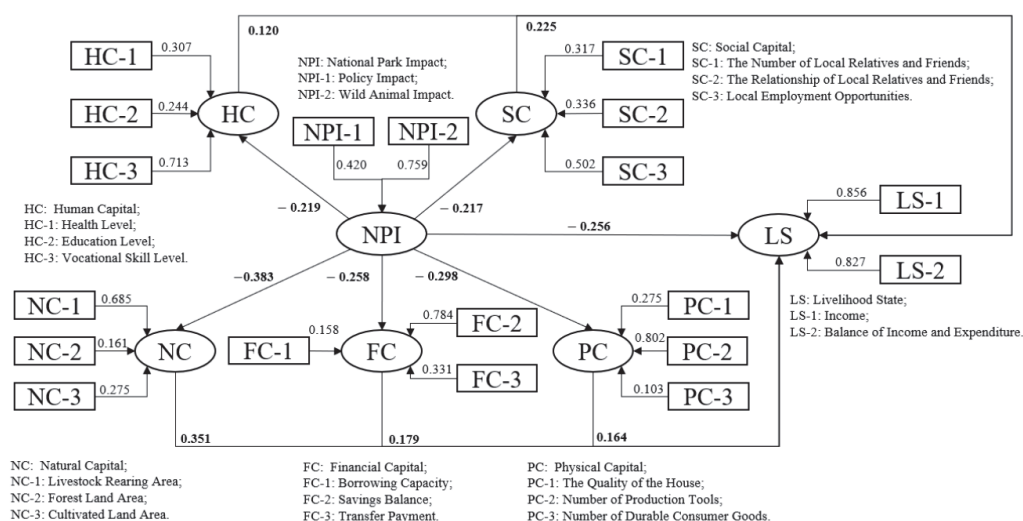 0.120
0.225
HC-1
0.307
HC-2
0.244
HC-3
0.713
HC
NPI: National Park Impact;
NPI-1: Policy Impact;
NPI-2: Wild Animal Impact.
NPI-1
NPI-2
0.420
0.759
SC
0.317
SC-1
0.336
SC-2
0.502
SC-3
SC: Social Capital;
SC-1: The Number of Local Relatives and Friends;
SC-2: The Relationship of Local Relatives and Friends;
SC-3: Local Employment Opportunities.
HC: Human Capital;
HC-1: Health Level;
HC-2: Education Level;
HC-3: Vocational Skill Level.
− 0.219
− 0.217
NPI
− 0.256
LS
0.856
LS-1
0.827
LS-2
LS: Livelihood State;
LS-1: Income;
LS-2: Balance of Income and Expenditure.
−0.383
− 0.258
− 0.298
NC-1
0.685
NC-2
0.161
NC-3
0.275
NC
FC-1
0.158
FC
0.784
FC-2
0.331
FC-3
PC
0.275
PC-1
0.802
PC-2
0.103
PC-3
0.351
0.179
0.164
NC: Natural Capital;
NC-1: Livestock Rearing Area;
NC-2: Forest Land Area;
NC-3: Cultivated Land Area.
FC: Financial Capital;
FC-1: Borrowing Capacity;
FC-2: Savings Balance;
FC-3: Transfer Payment.
PC: Physical Capital;
PC-1: The Quality of the House;
PC-2: Number of Production Tools;
PC-3: Number of Durable Consumer Goods.